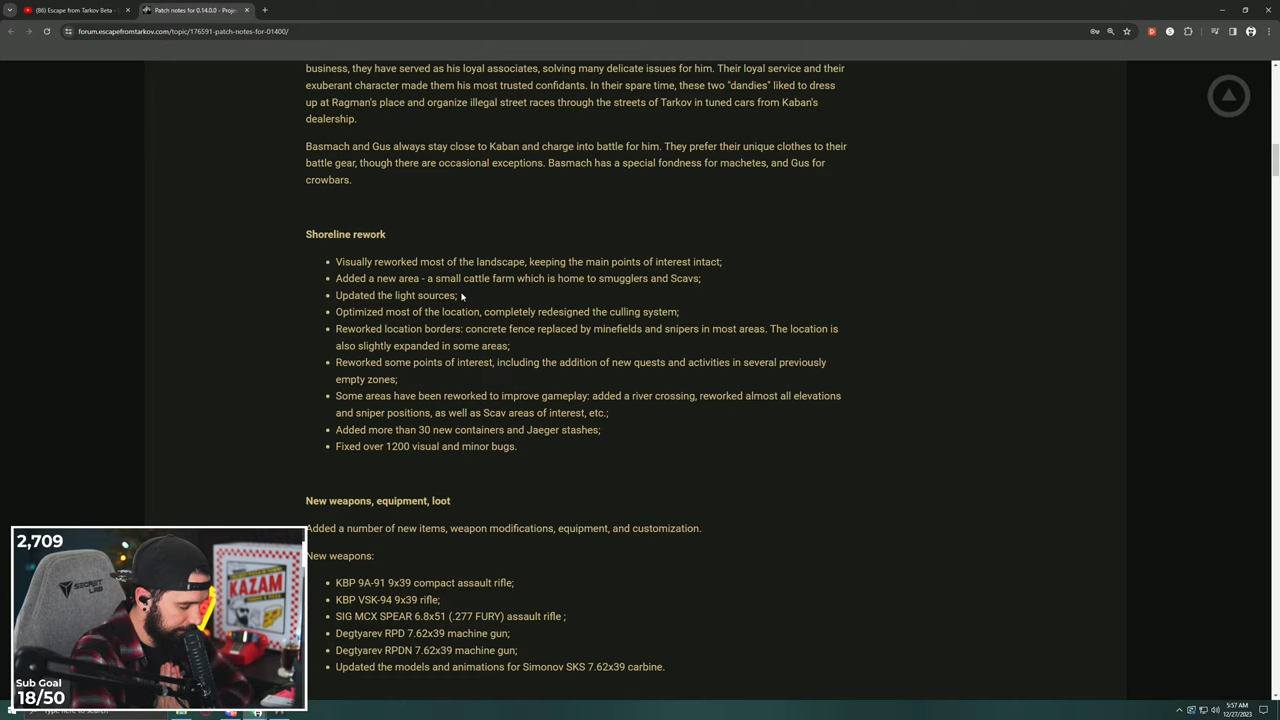 (86) Escape from Tarkov Beta -
Patch notes for 0.14.0.0 - Proje
forum.escapefromtarkov.com/topic/176591-patch-notes-for-01400/
business, they have served as his loyal associates, solving many delicate issues for him. Their loyal service and their
exuberant character made them his most trusted confidants. In their spare time, these two "dandies" liked to dress
up at Ragman's place and organize illegal street races through the streets of Tarkov in tuned cars from Kaban's
dealership.
Basmach and Gus always stay close to Kaban and charge into battle for him. They prefer their unique clothes to their
battle gear, though there are occasional exceptions. Basmach has a special fondness for machetes, and Gus for
crowbars.
Shoreline rework
Visually reworked most of the landscape, keeping the main points of interest intact;
Added a new area - a small cattle farm which is home to smugglers and Scavs;
Updated the light sources;
Optimized most of the location, completely redesigned the culling system;
Reworked location borders: concrete fence replaced by minefields and snipers in most areas. The location is
also slightly expanded in some areas;
Reworked some points of interest, including the addition of new quests and activities in several previously
empty zones;
Some areas have been reworked to improve gameplay: added a river crossing, reworked almost all elevations
and sniper positions, as well as Scav areas of interest, etc.;
Added more than 30 new containers and Jaeger stashes;
Fixed over 1200 visual and minor bugs.
New weapons, equipment, loot
Added a number of new items, weapon modifications, equipment, and customization.
New weapons:
KBP 9A-91 9x39 compact assault rifle;
KBP VSK-94 9x39 rifle;
SIG MCX SPEAR 6.8x51 (.277 FURY) assault rifle ;
Degtyarev RPD 7.62x39 machine gun;
Degtyarev RPDN 7.62x39 machine gun;
Updated the models and animations for Simonov SKS 7.62x39 carbine.
2,709
SECRET
LAB
KAZAM
Sub Goal
18/50
Type here to search
5:57 AM
12/27/2023